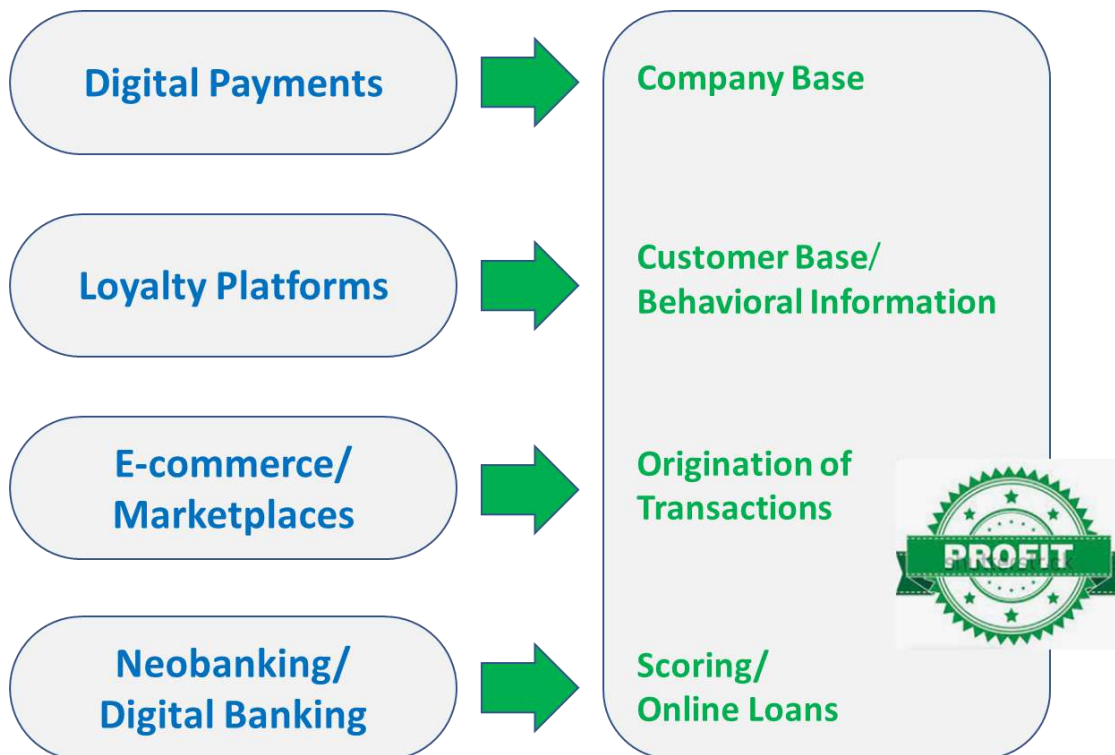 Digital Payments
Company Base
Loyalty Platforms
Customer Base/
Behavioral Information
E-commerce/
Marketplaces
Origination of
Transactions
PROFIT
Neobanking/
Digital Banking
Scoring/
Online Loans